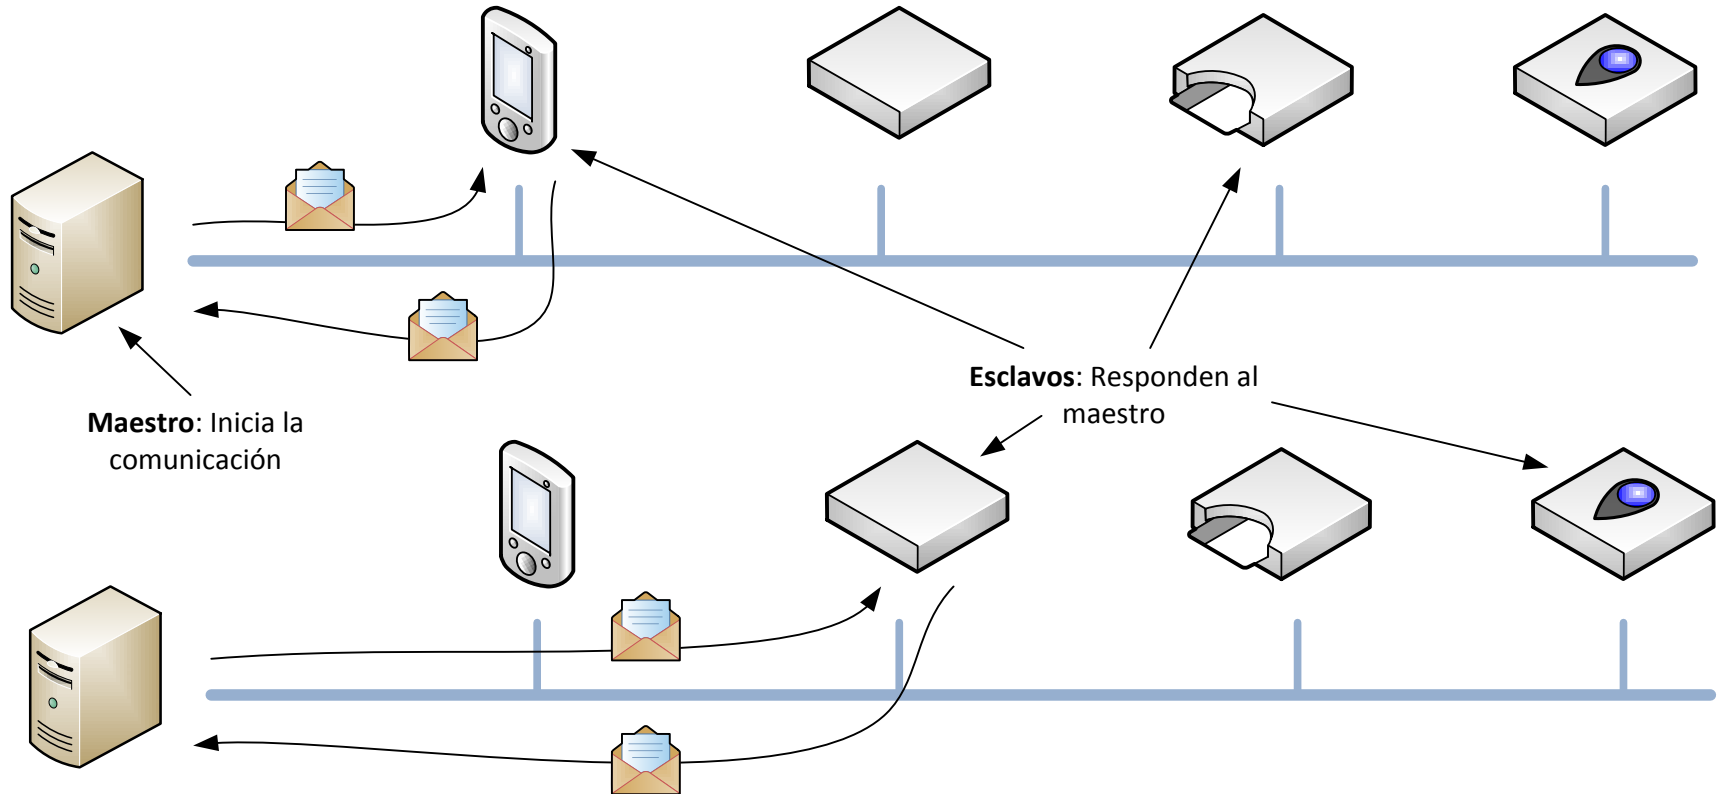 Esclavos: Responden al
maestro
Maestro: Inicia la
comunicación